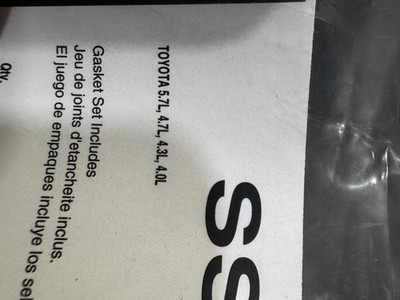 SS
TOYOTA 5.7L, 4.7L, 4.3L, 4.0L
Gasket Set Includes
Jeu de joints d'etancheite inclus.
El juego de empaques incluye los
Qty.